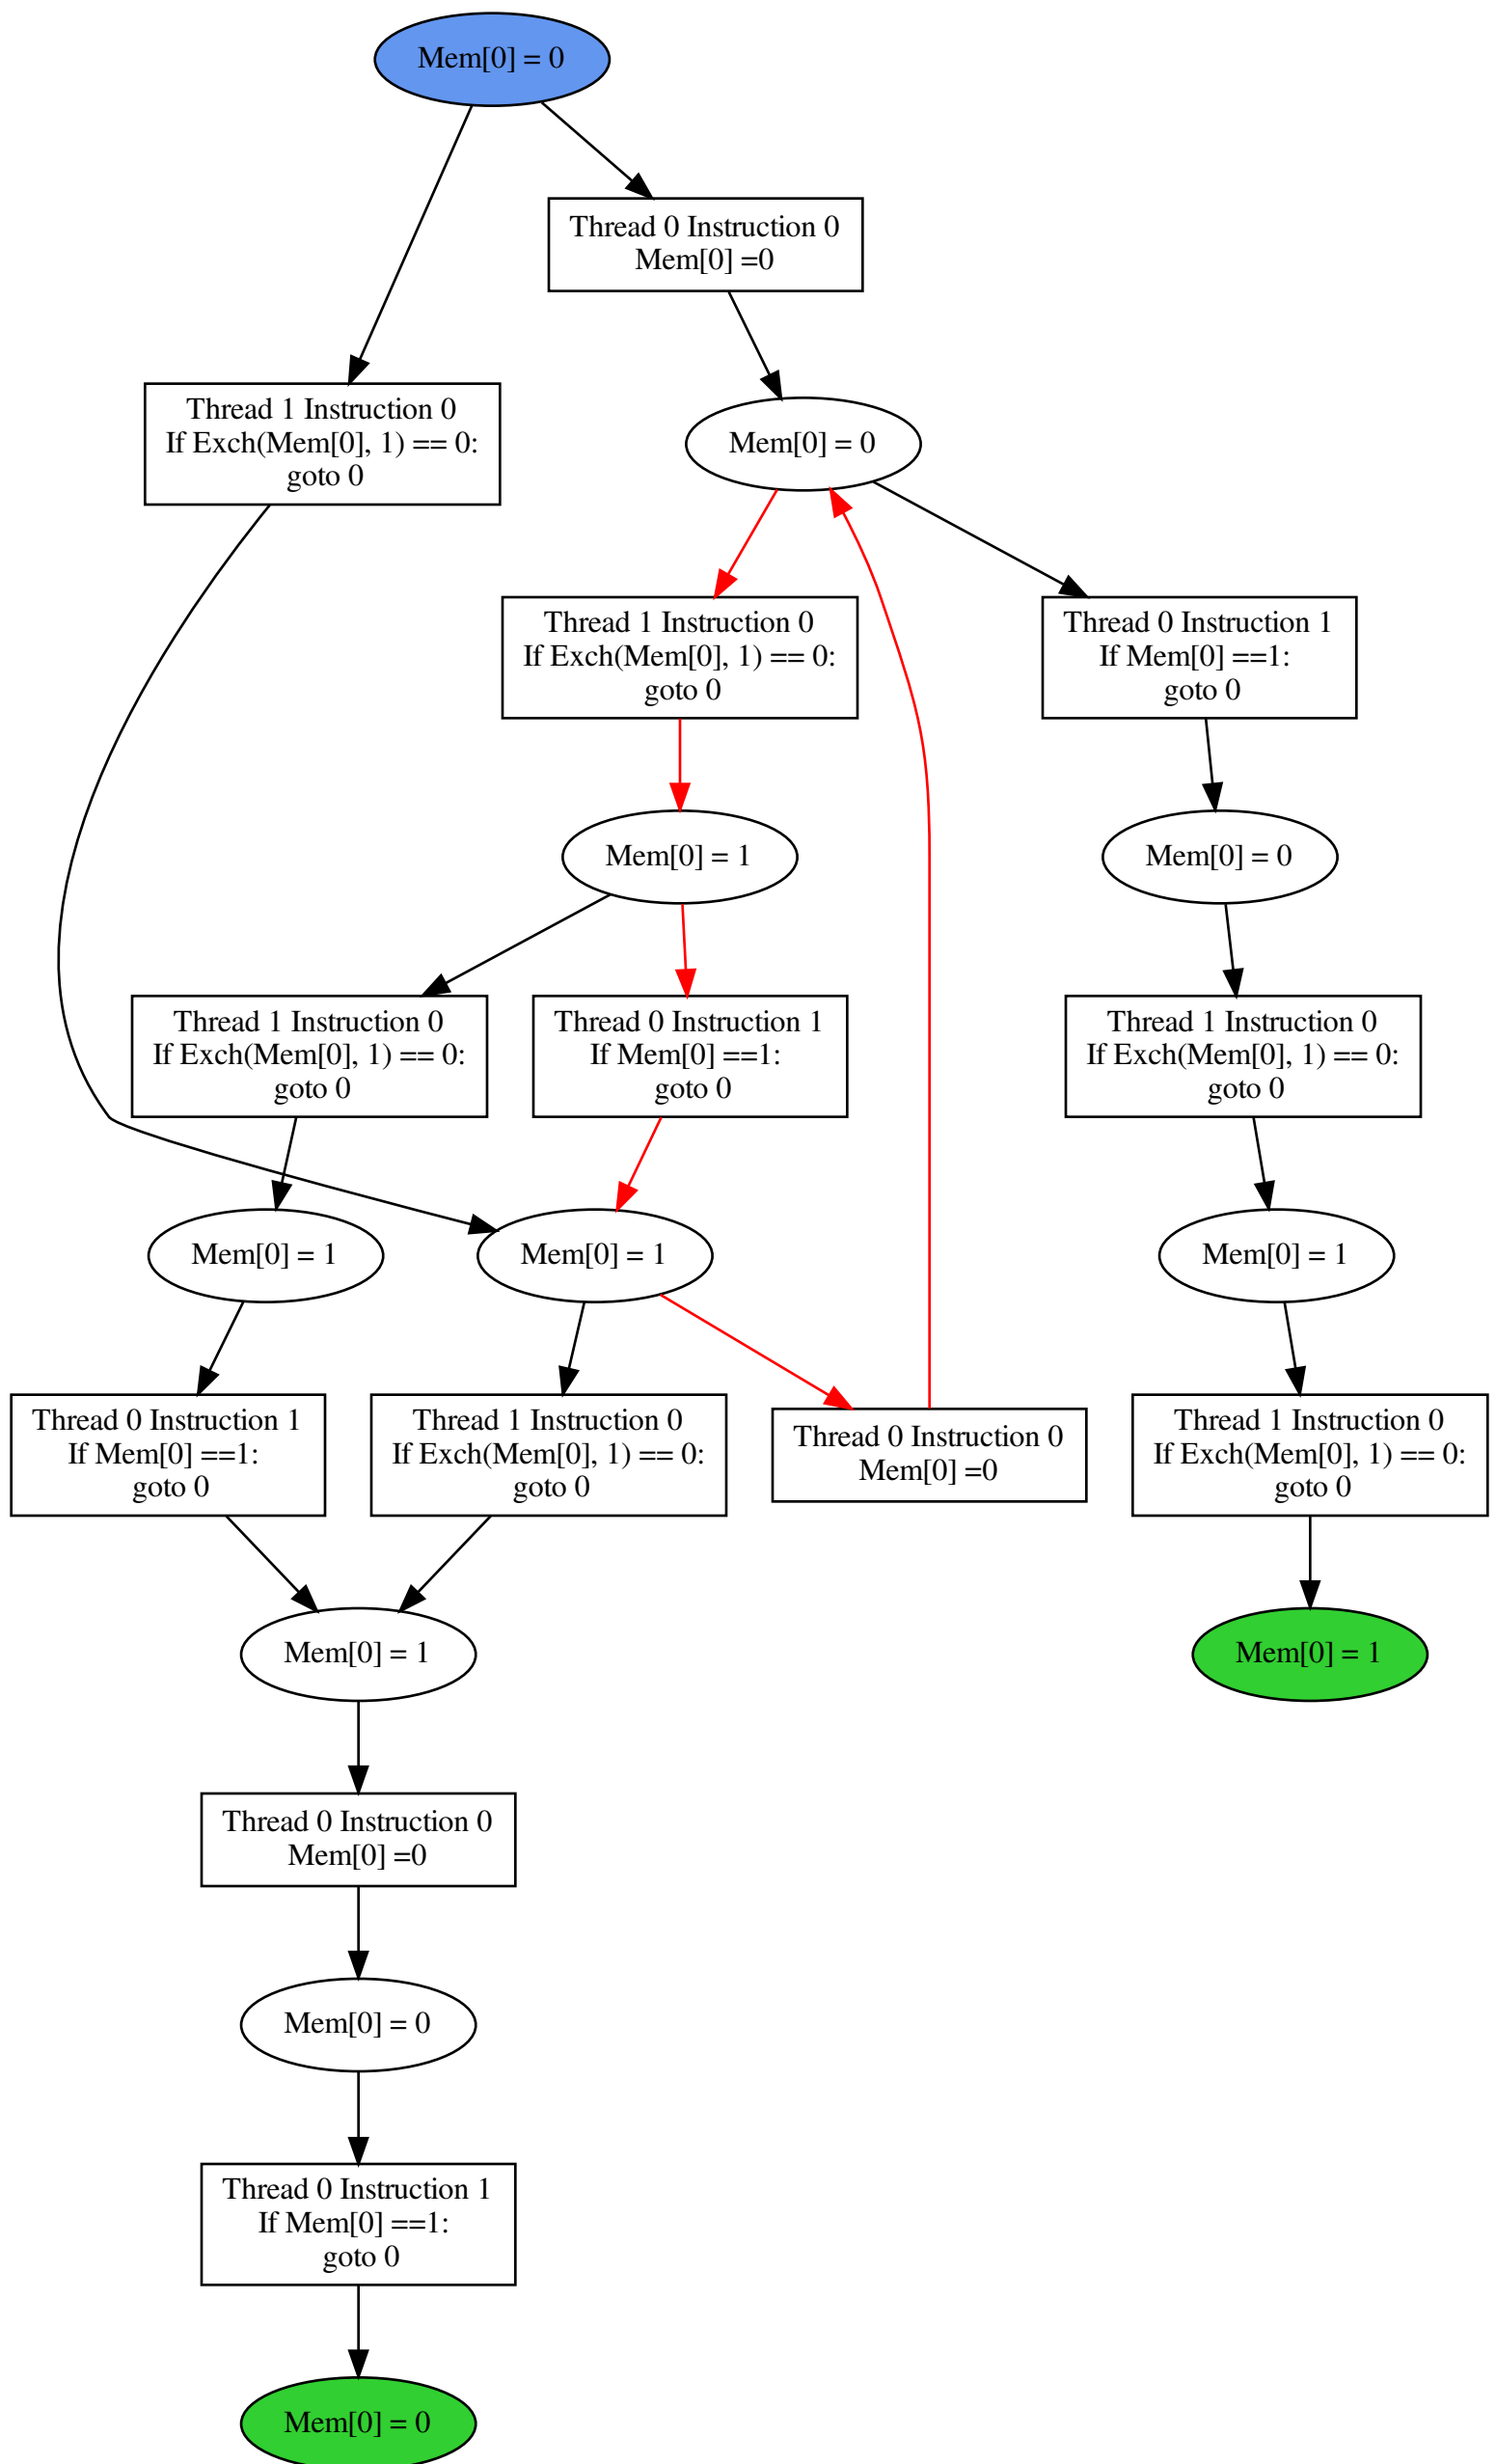 Mem[0] = 0
Thread 0 Instruction 0
Mem[0] =0
Thread 1 Instruction 0
If Exch(Mem[0], 1) == 0:
goto 0
Mem[0] = 0
Thread 1 Instruction 0
If Exch(Mem[0], 1) == 0:
goto 0
Thread 0 Instruction 1
If Mem[0] ==1:
goto 0
Mem[0] = 1
Mem[0] = 0
Thread 1 Instruction 0
If Exch(Mem[0], 1) == 0:
goto 0
Thread 0 Instruction 1
If Mem[0] ==1:
goto 0
Thread 1 Instruction 0
If Exch(Mem[0], 1) == 0:
goto 0
Mem[0] = 1
Mem[0] = 1
Mem[0] = 1
Thread 0 Instruction 1
If Mem[0] ==1:
goto 0
Thread 1 Instruction 0
If Exch(Mem[0], 1) == 0:
goto 0
Thread 0 Instruction 0
Mem[0] =0
Thread 1 Instruction 0
If Exch(Mem[0], 1) == 0:
goto 0
Mem[0] = 1
Mem[0] = 1
Thread 0 Instruction 0
Mem[0] =0
Mem[0] = 0
Thread 0 Instruction 1
If Mem[0] ==1:
goto 0
Mem[0] = 0